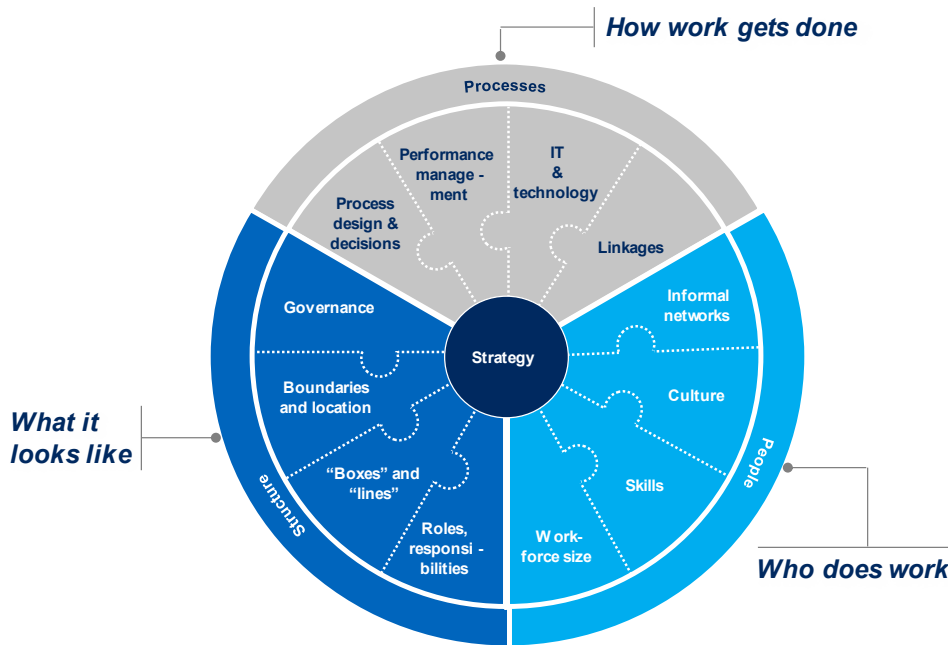 How work gets done
Processes
Performance
manage -
ment
IT
&
technology
Process
design &
decisions
Linkages
Governance
Informal
networks
Strategy
Boundaries
and location
Culture
What it
looks like
"Boxes" and
"lines"
Skills
People
Structure
Roles,
responsi -
bilities
Work-
force size
Who does work